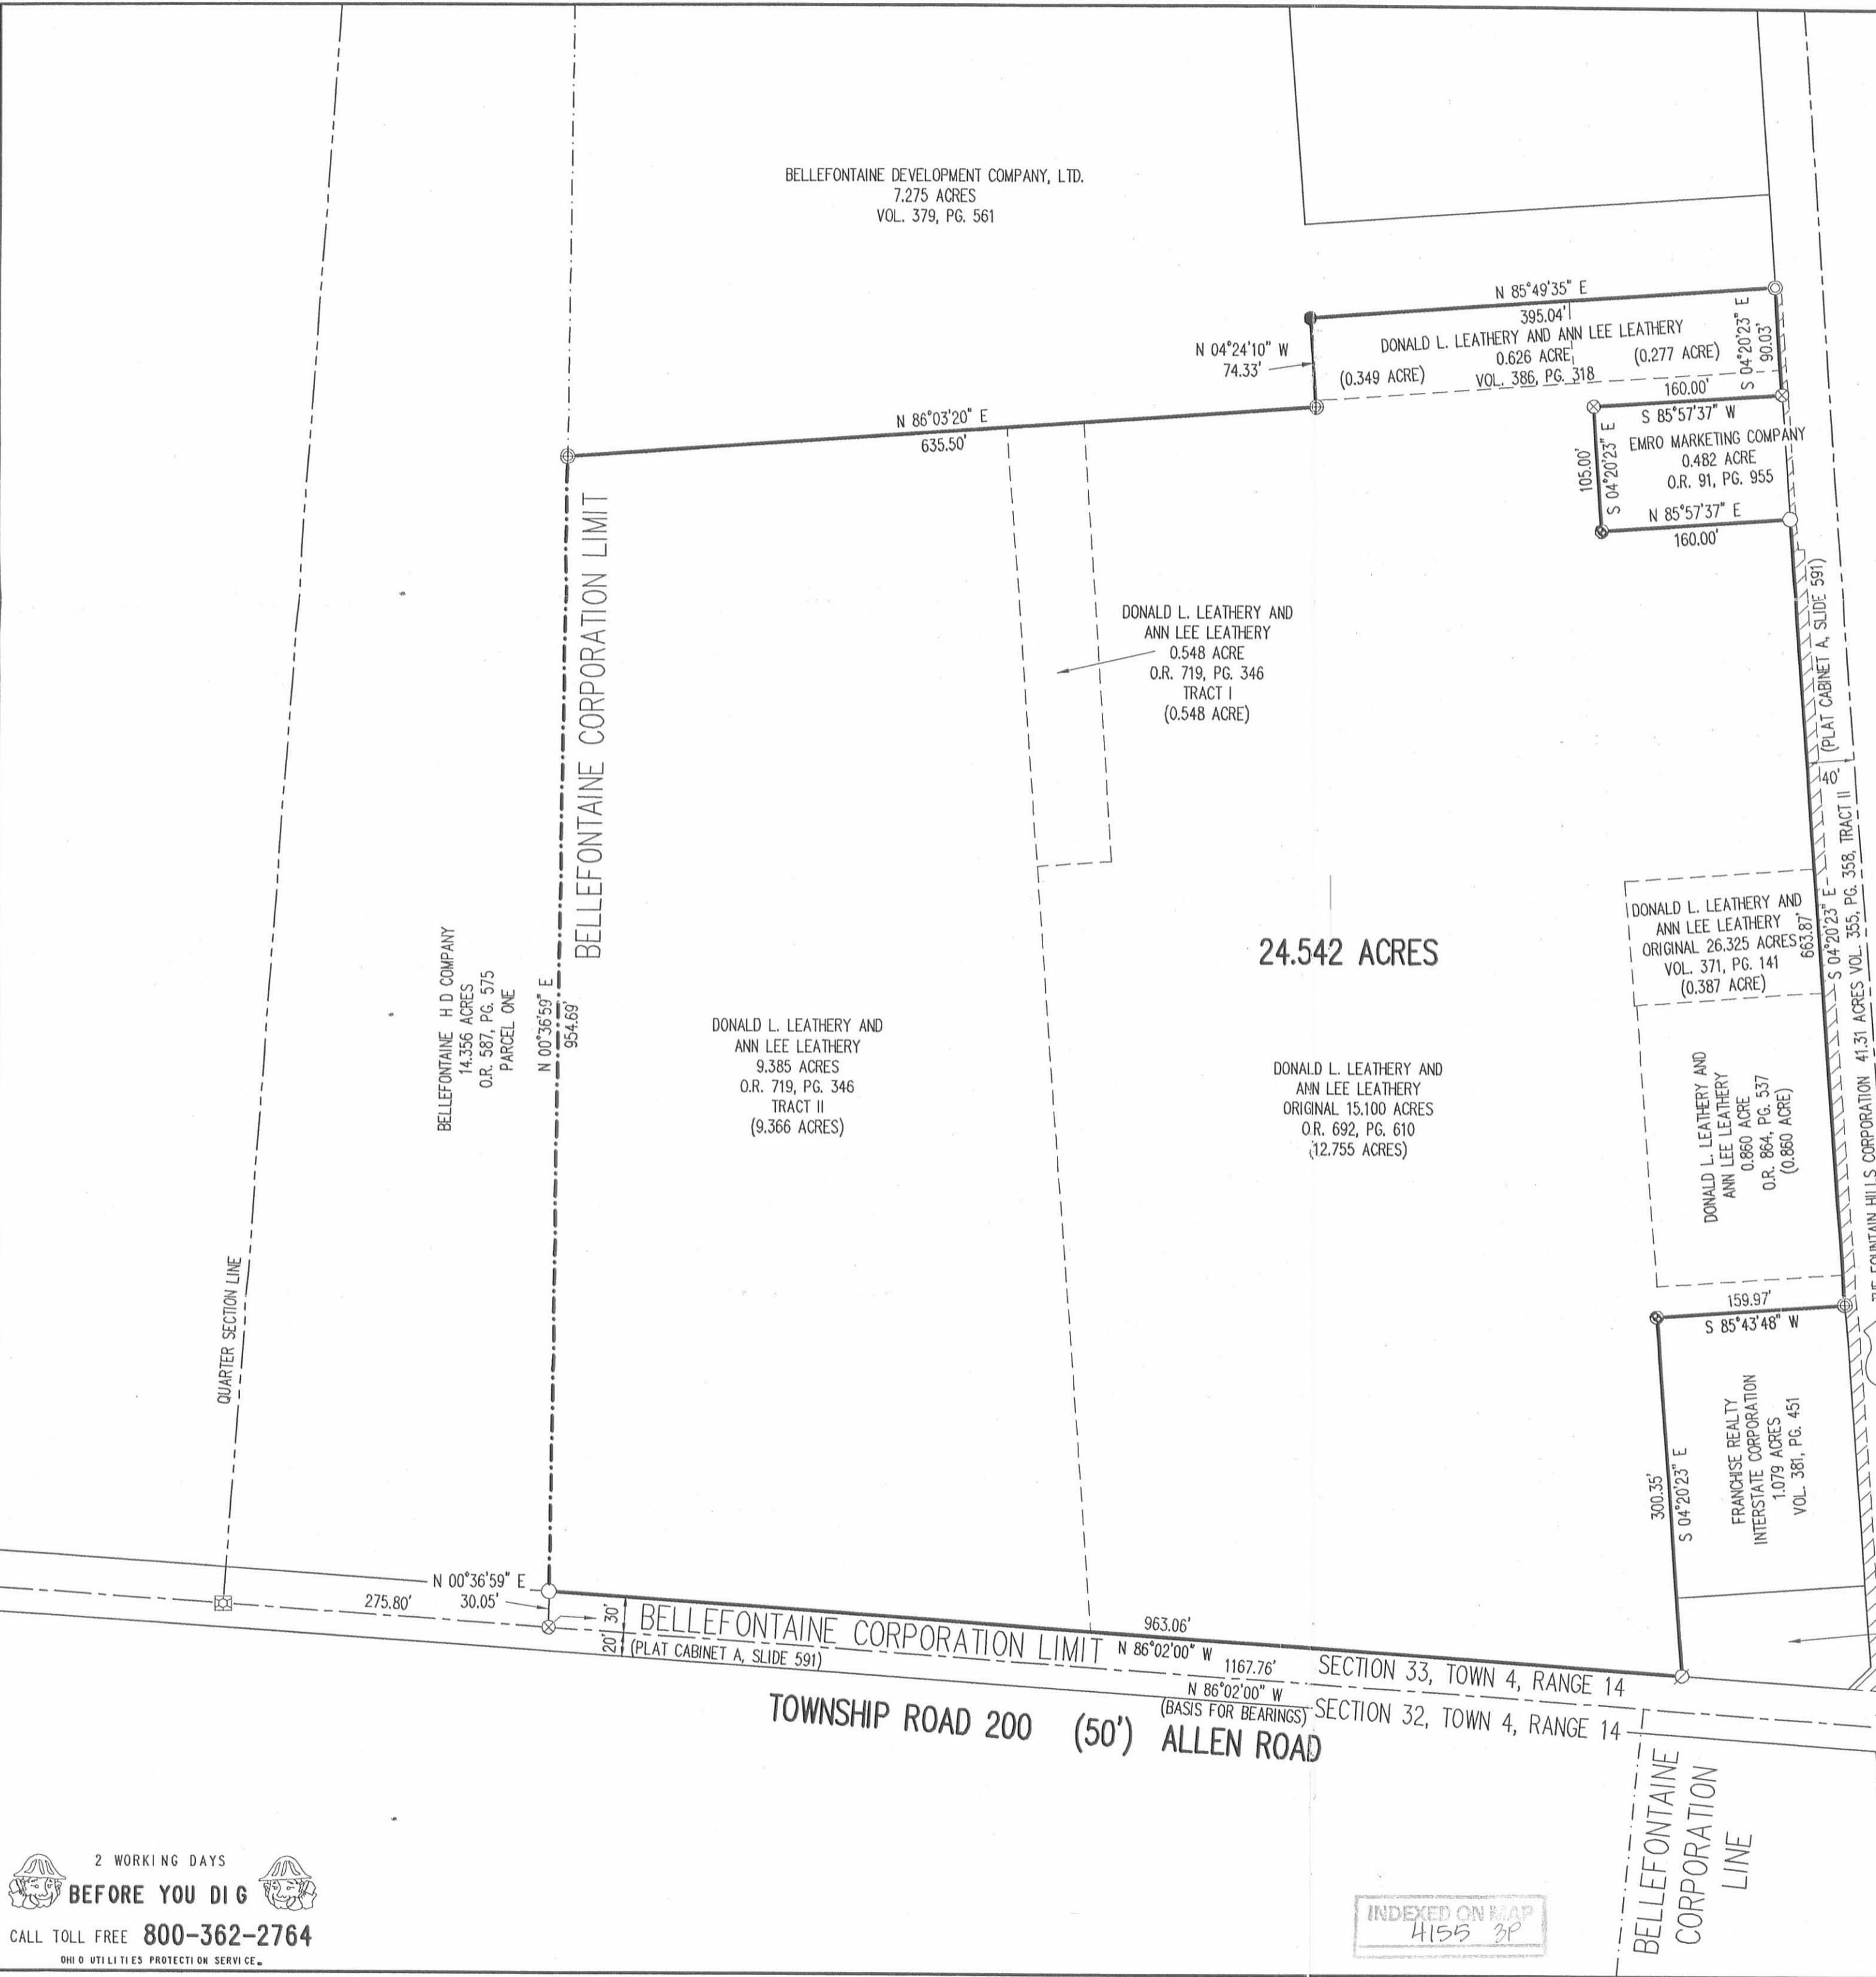 BELLEFONTAINE DEVELOPMENT COMPANY, LTD.
7.275 ACRES
VOL. 379, PG. 561
N 85°49'35" E
395.04'
DONALD L. LEATHERY AND ANN LEE LEATHERY
0.626 ACRE
(0.277 ACRE)
(0.349 ACRE)
VOL. 386, PG. 318
S 04°20'23" E
90.03'
N 04°24'10" W
74.33'
160.00'
S 85°57'37" W
EMRO MARKETING COMPANY
0.482 ACRE
O.R. 91, PG. 955
105.00'
S 04°20'23" E
N 85°57'37" E
160.00'
N 86°03'20" E
635.50'
BELLEFONTAINE CORPORATION LIMIT
DONALD L. LEATHERY AND
ANN LEE LEATHERY
0.548 ACRE
O.R. 719, PG. 346
TRACT I
(0.548 ACRE)
(PLAT CABINET A, SLIDE 591)
40'
24.542 ACRES
DONALD L. LEATHERY AND
ANN LEE LEATHERY
ORIGINAL 26.325 ACRES
VOL. 371, PG. 141
(0.387 ACRE)
663.87'
S 04°20'23" E
41.31 ACRES VOL. 355, PG. 358, TRACT II
THE FOUNTAIN HILLS CORPORATION
BELLEFONTAINE H D COMPANY
14.356 ACRES
O.R. 587, PG. 575
PARCEL ONE
N 00°36'59" E
954.69'
DONALD L. LEATHERY AND
ANN LEE LEATHERY
9.385 ACRES
O.R. 719, PG. 346
TRACT II
(9.366 ACRES)
DONALD L. LEATHERY AND
ANN LEE LEATHERY
ORIGINAL 15.100 ACRES
O.R. 692, PG. 610
(12.755 ACRES)
DONALD L. LEATHERY AND
ANN LEE LEATHERY
0.860 ACRE
O.R. 864, PG. 537
(0.860 ACRE)
159.97'
S 85°43'48" W
QUARTER SECTION LINE
300.35'
S 04°20'23" E
FRANCHISE REALTY
INTERSTATE CORPORATION
1.079 ACRES
VOL. 381, PG. 451
N 00°36'59" E
275.80'
30.05'
30'
20'
BELLEFONTAINE CORPORATION LIMIT
(PLAT CABINET A, SLIDE 591)
963.06'
N 86°02'00" W
1167.76'
N 86°02'00" W
(BASIS FOR BEARINGS)
SECTION 33, TOWN 4, RANGE 14
SECTION 32, TOWN 4, RANGE 14
TOWNSHIP ROAD 200 (50') ALLEN ROAD
BELLEFONTAINE
CORPORATION
LINE
2 WORKING DAYS
BEFORE YOU DIG
CALL TOLL FREE 800-362-2764
OHIO UTILITIES PROTECTION SERVICE
INDEXED ON MAP
4155 3P